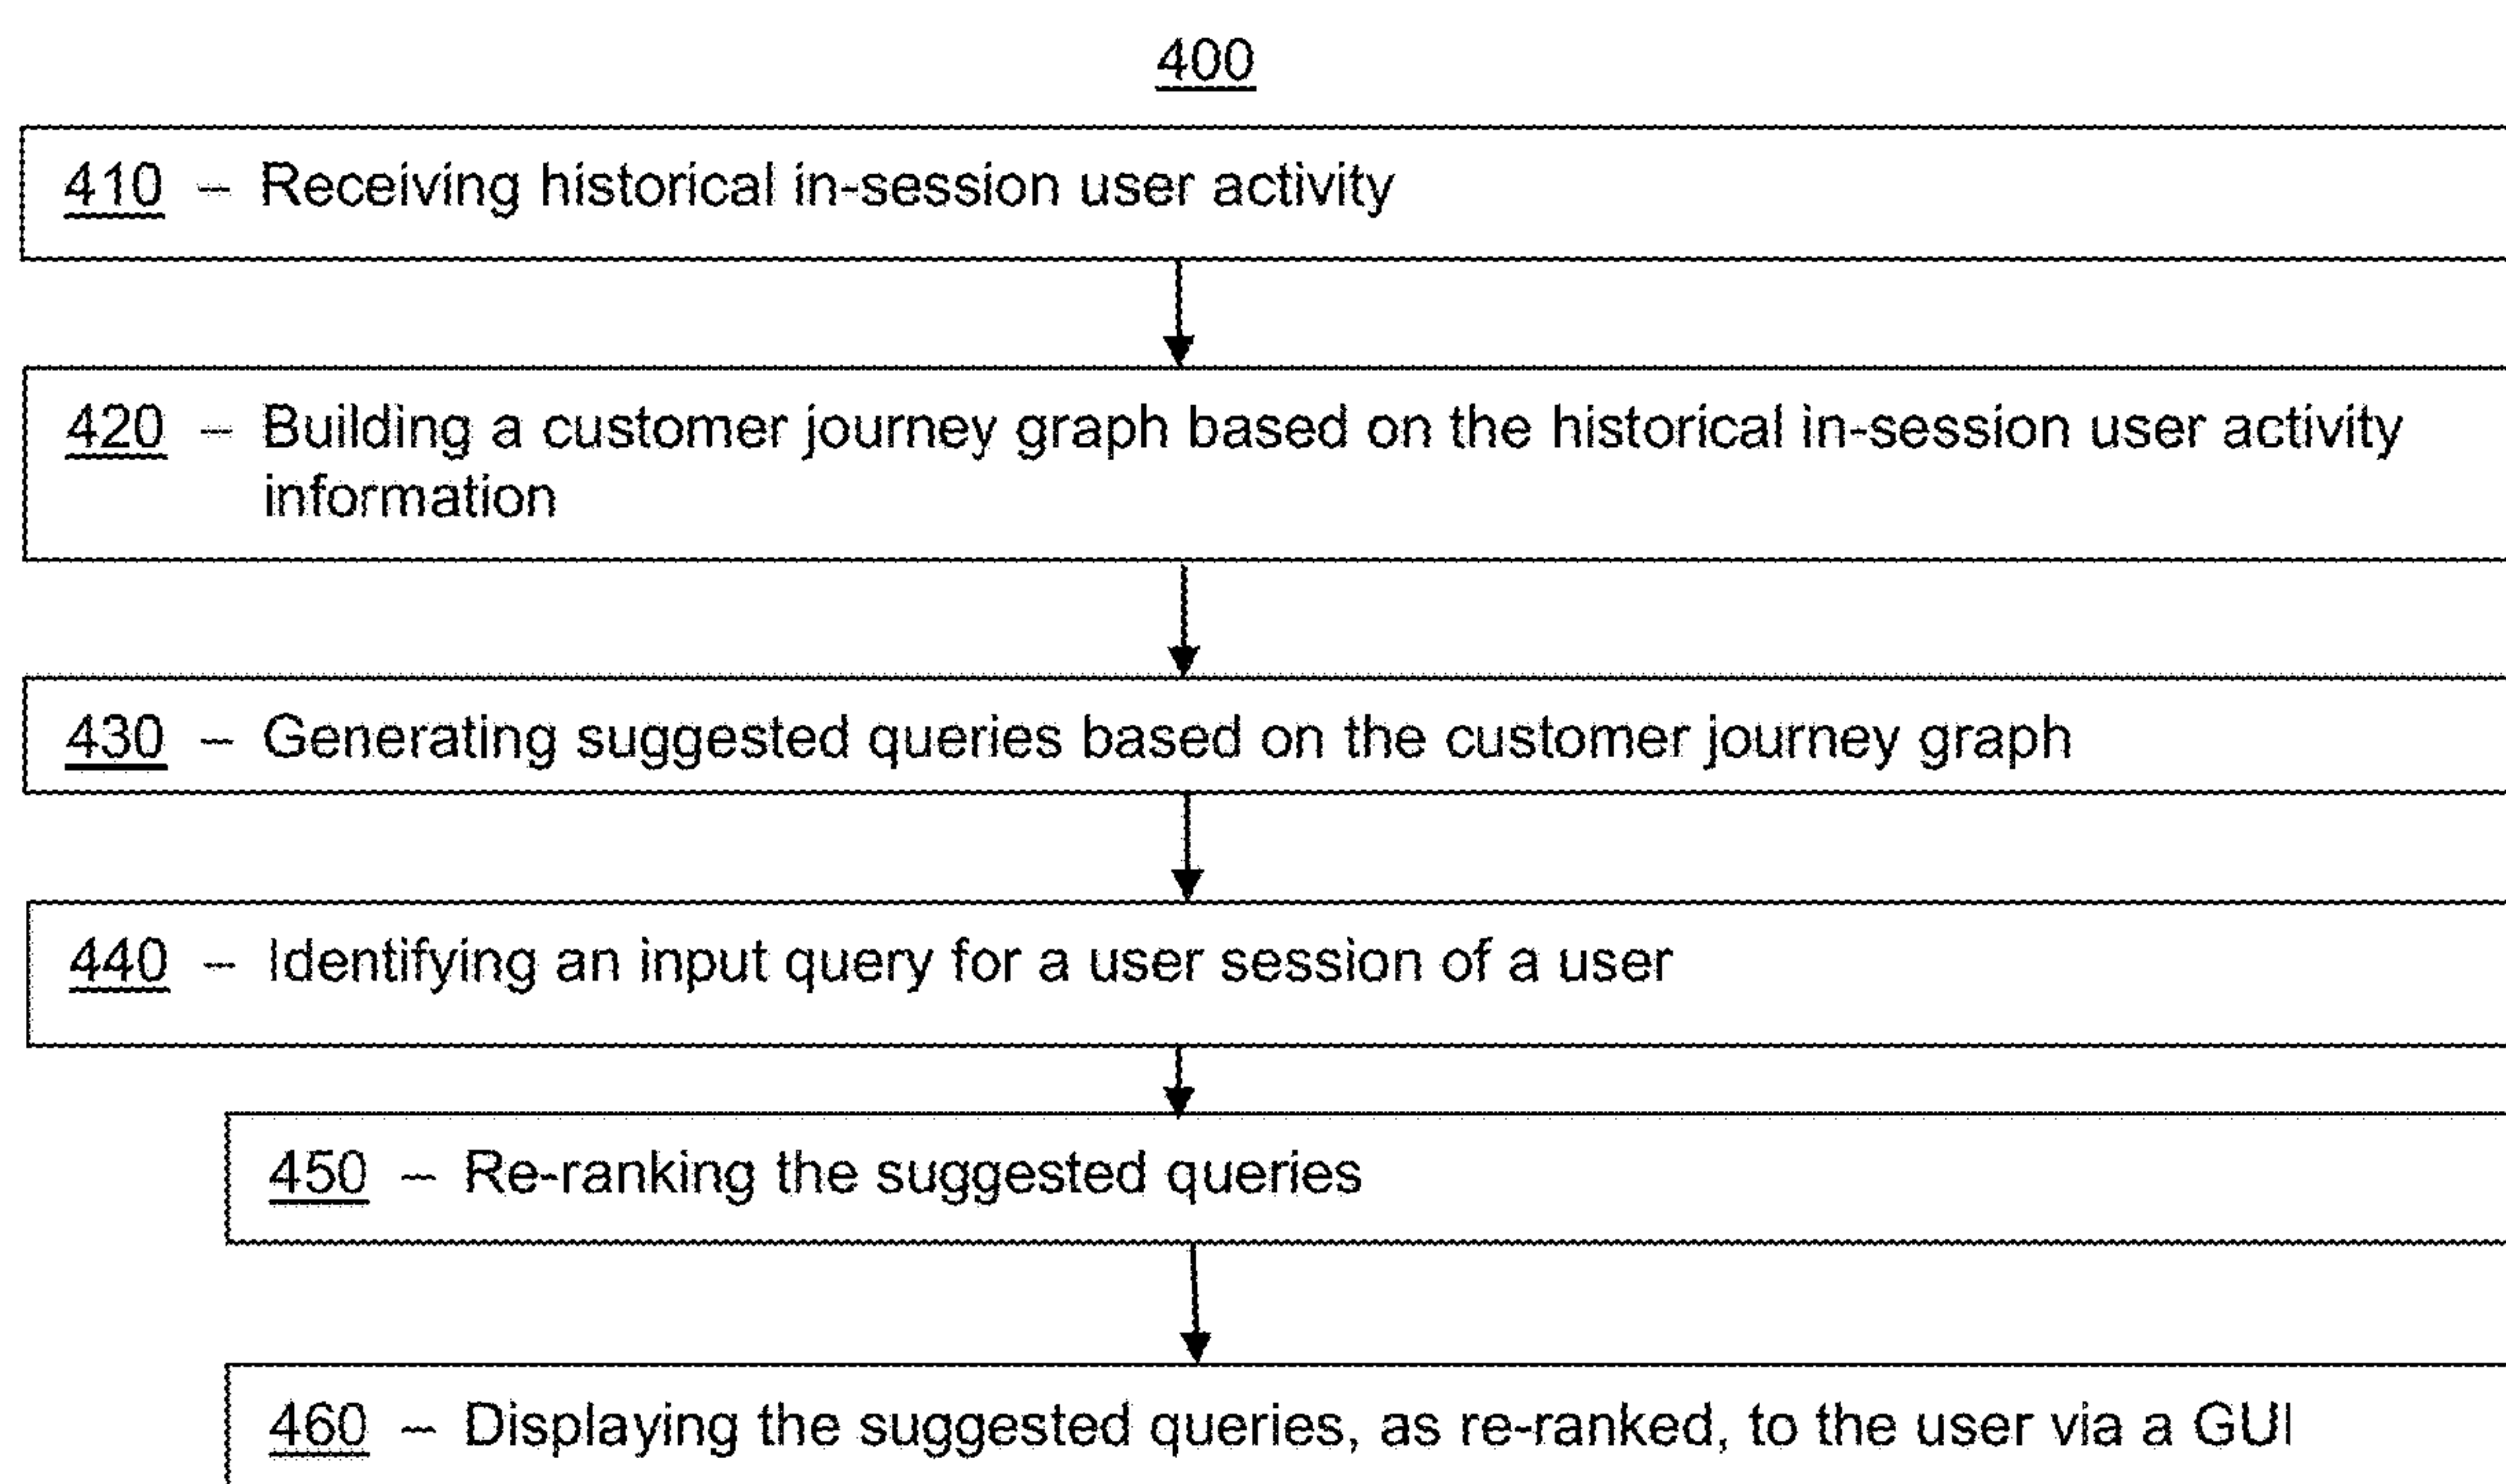 400
410 – Receiving historical in-session user activity
420 – Building a customer journey graph based on the historical in-session user activity
information
430 – Generating suggested queries based on the customer journey graph
440 – Identifying an input query for a user session of a user
450 – Re-ranking the suggested queries
460 – Displaying the suggested queries, as re-ranked, to the user via a GUI